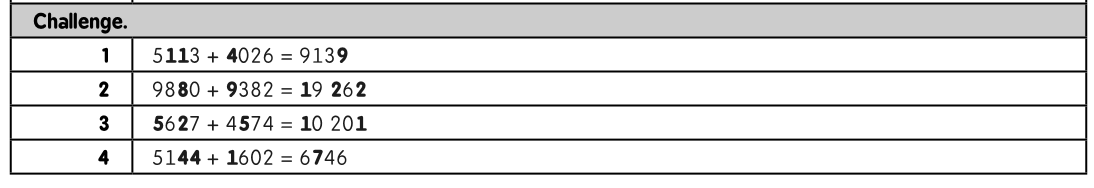 Challenge.
1 5113 + 4026 = 9139
2 9880 + 9382 = 19 262
3 5627 + 4574 = 10 201
4 5144 + 1602 = 6746